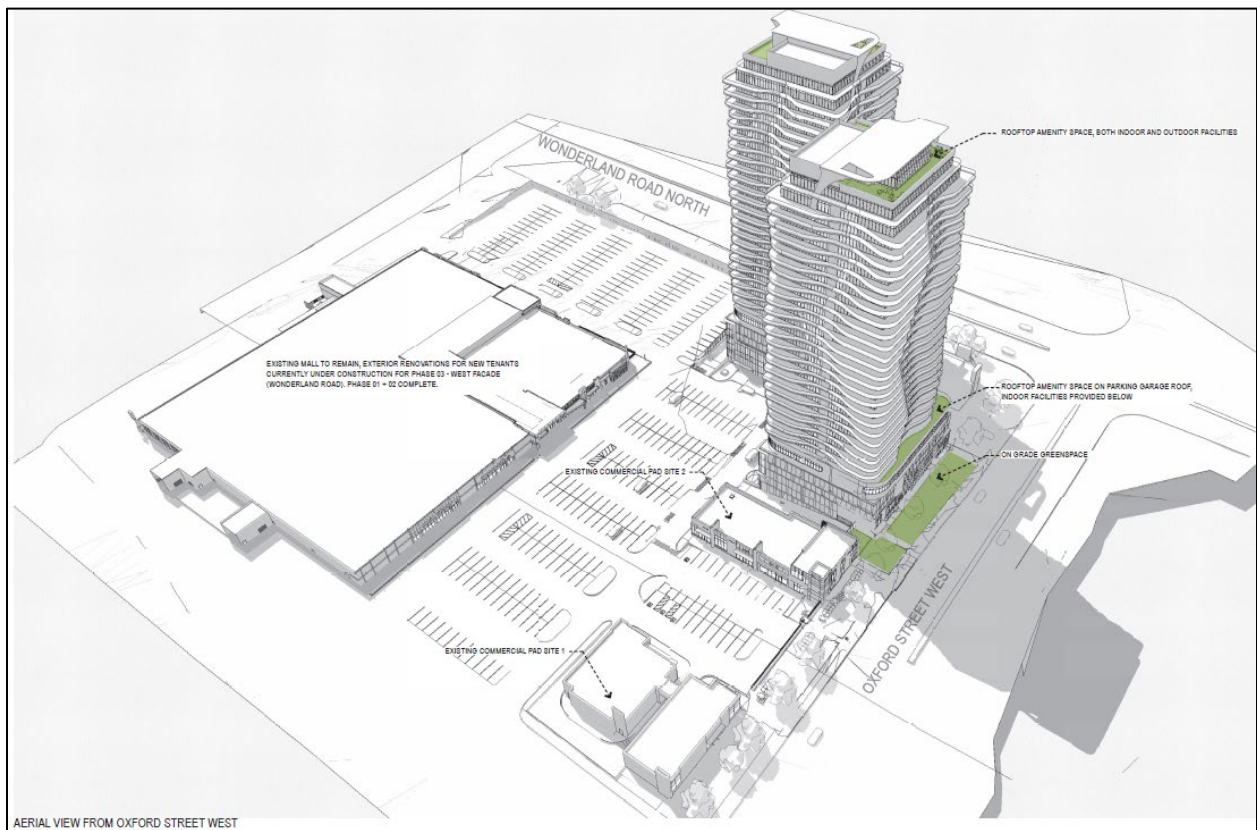 WONDERLAND ROAD NORTH
ROOFTOP AMENITY SPACE, BOTH INDOOR AND OUTDOOR FACILITIES
EXISTING MALL TO REMAIN, EXTERIOR RENOVATIONS FOR NEW TENANTS
CURRENTLY UNDER CONSTRUCTION FOR PHASE 03 - WEST FACADE
(WONDERLAND ROAD). PHASE 01 + 02 COMPLETE.
ROOFTOP AMENITY SPACE ON PARKING GARAGE ROOF,
INDOOR FACILITIES PROVIDED BELOW
ON GRADE GREENSPACE
EXISTING COMMERCIAL PAD SITE 2
OXFORD STREET WEST
EXISTING COMMERCIAL PAD SITE 1
AERIAL VIEW FROM OXFORD STREET WEST